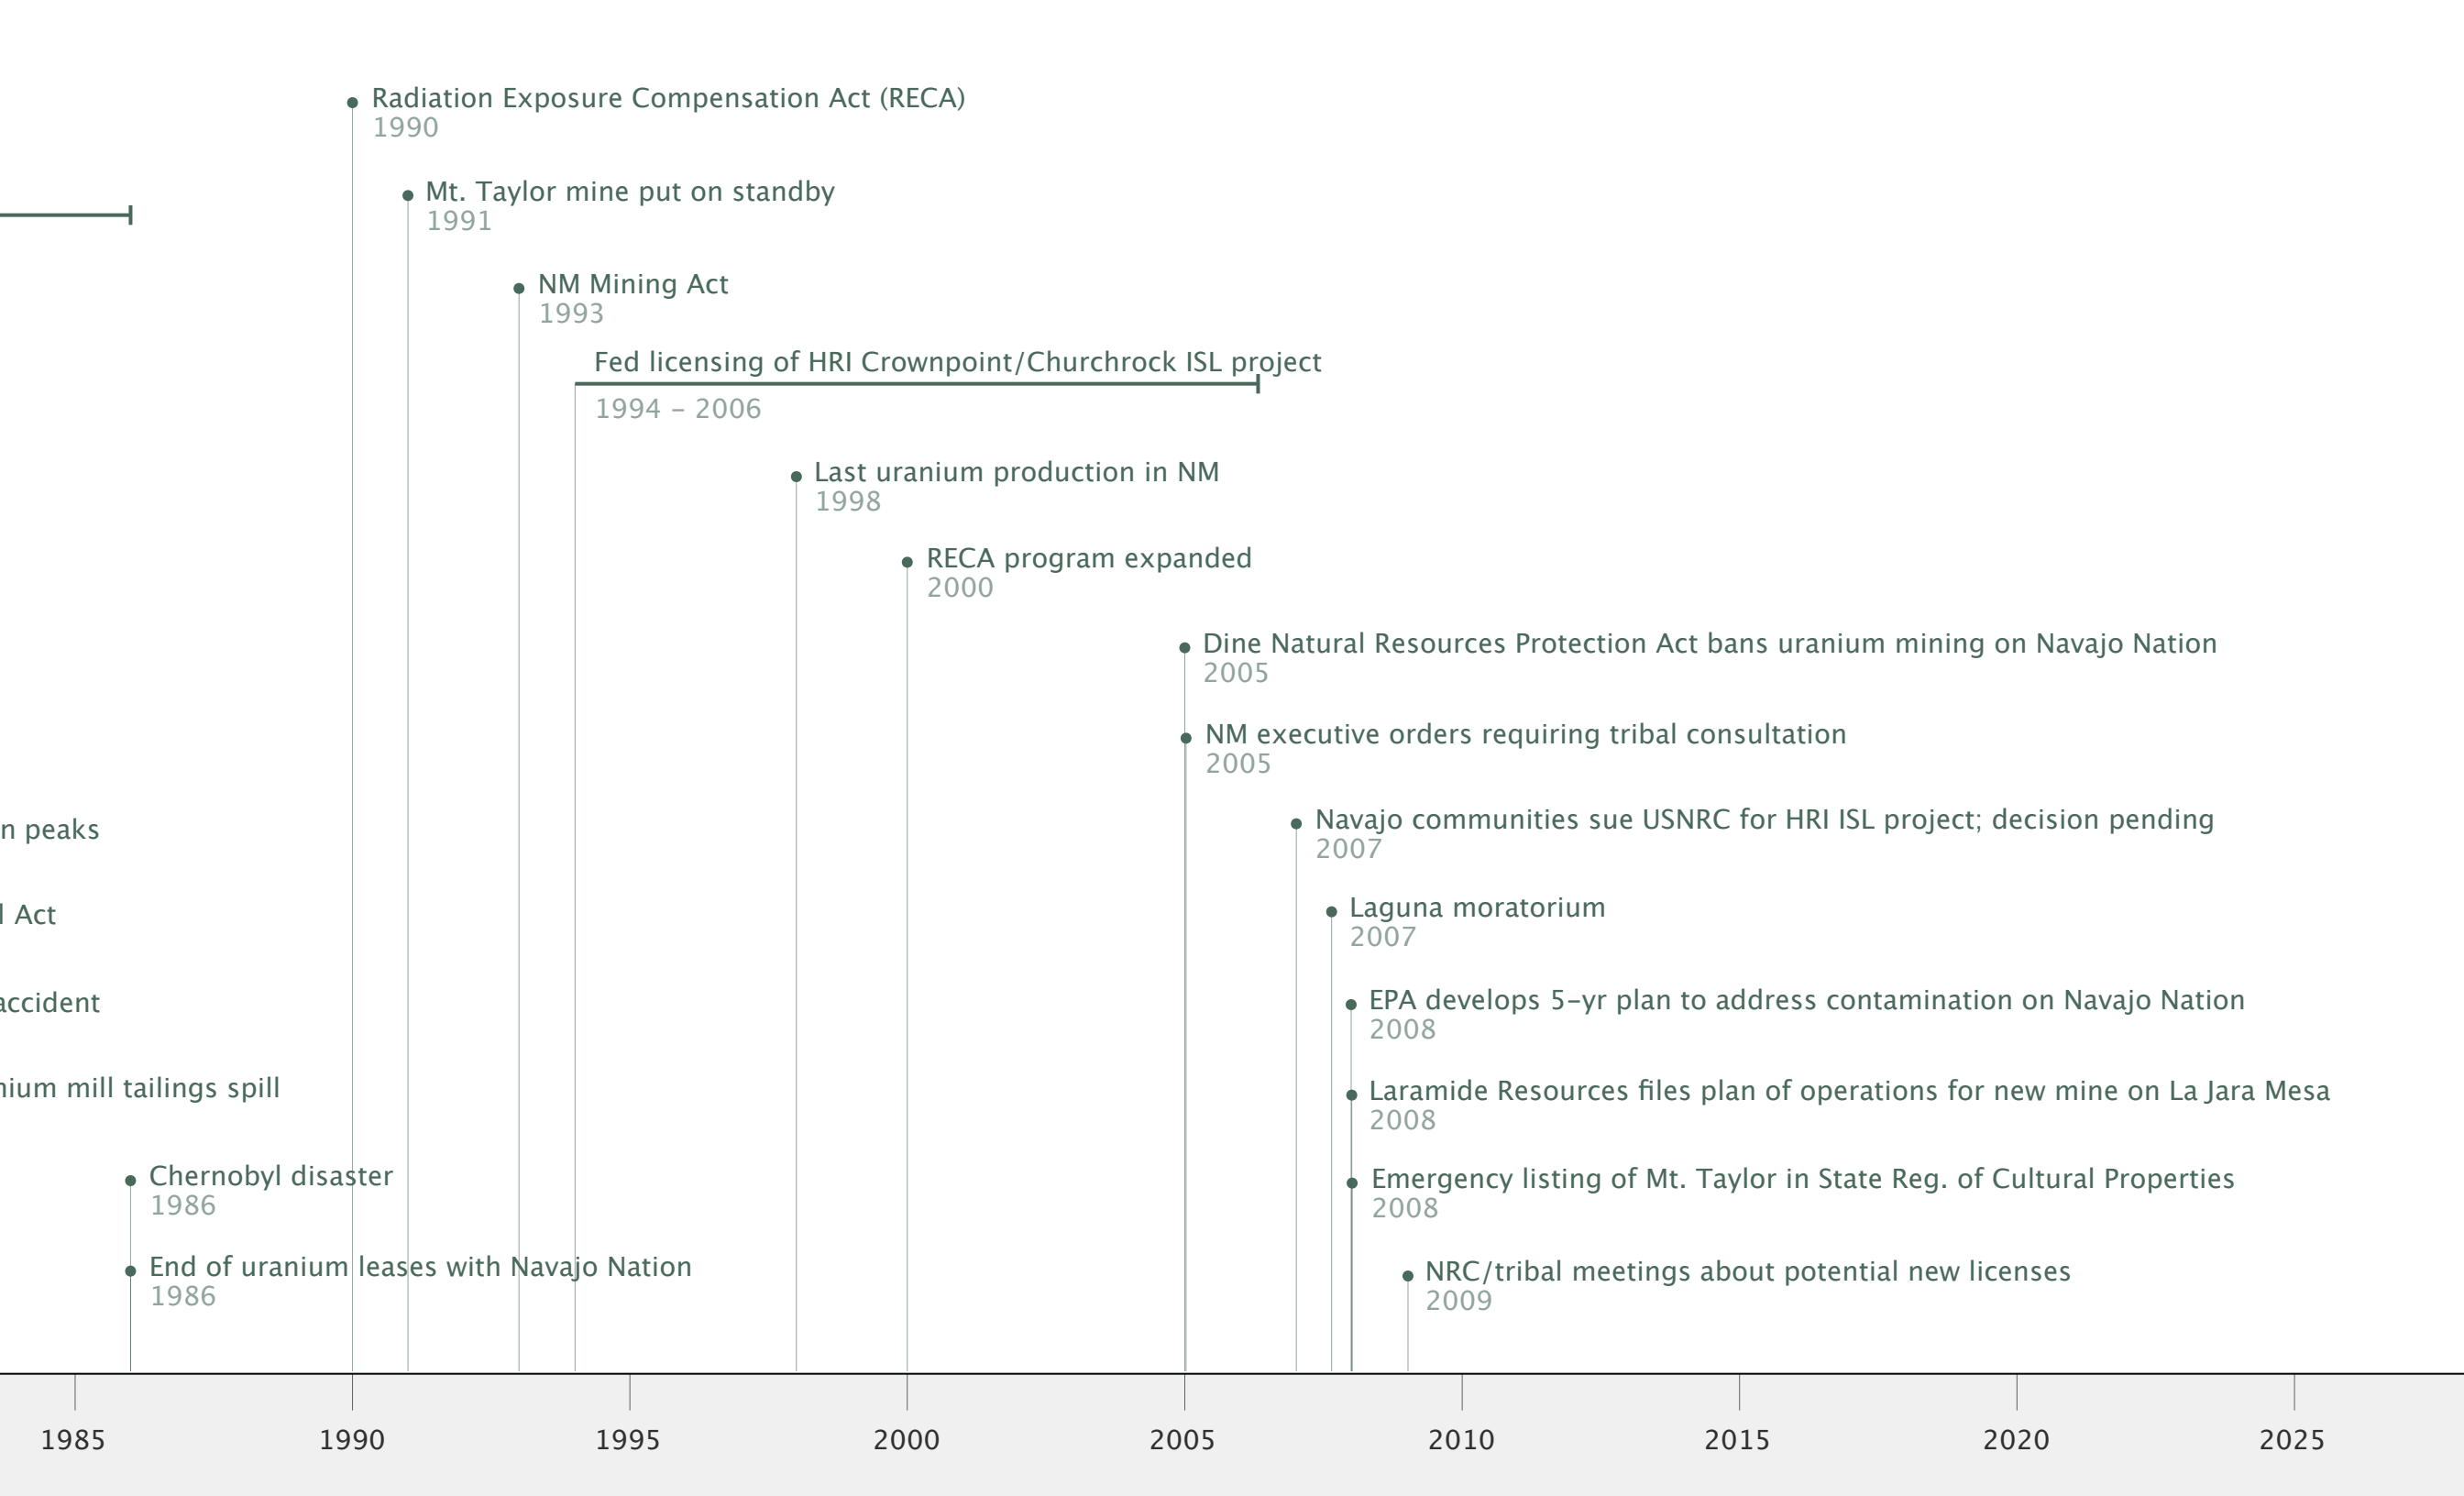 Radiation Exposure Compensation Act (RECA)
1990
Mt. Taylor mine put on standby
1991
NM Mining Act
1993
Fed licensing of HRI Crownpoint/Churchrock ISL project
1994 – 2006
Last uranium production in NM
1998
RECA program expanded
2000
Dine Natural Resources Protection Act bans uranium mining on Navajo Nation
2005
NM executive orders requiring tribal consultation
2005
Navajo communities sue USNRC for HRI ISL project; decision pending
2007
peaks
Laguna moratorium
2007
Act
EPA develops 5-yr plan to address contamination on Navajo Nation
2008
accident
Laramide Resources files plan of operations for new mine on La Jara Mesa
2008
mill tailings spill
Chernobyl disaster
1986
Emergency listing of Mt. Taylor in State Reg. of Cultural Properties
2008
End of uranium leases with Navajo Nation
1986
NRC/tribal meetings about potential new licenses
2009
1985 1990 1995 2000 2005 2010 2015 2020 2025